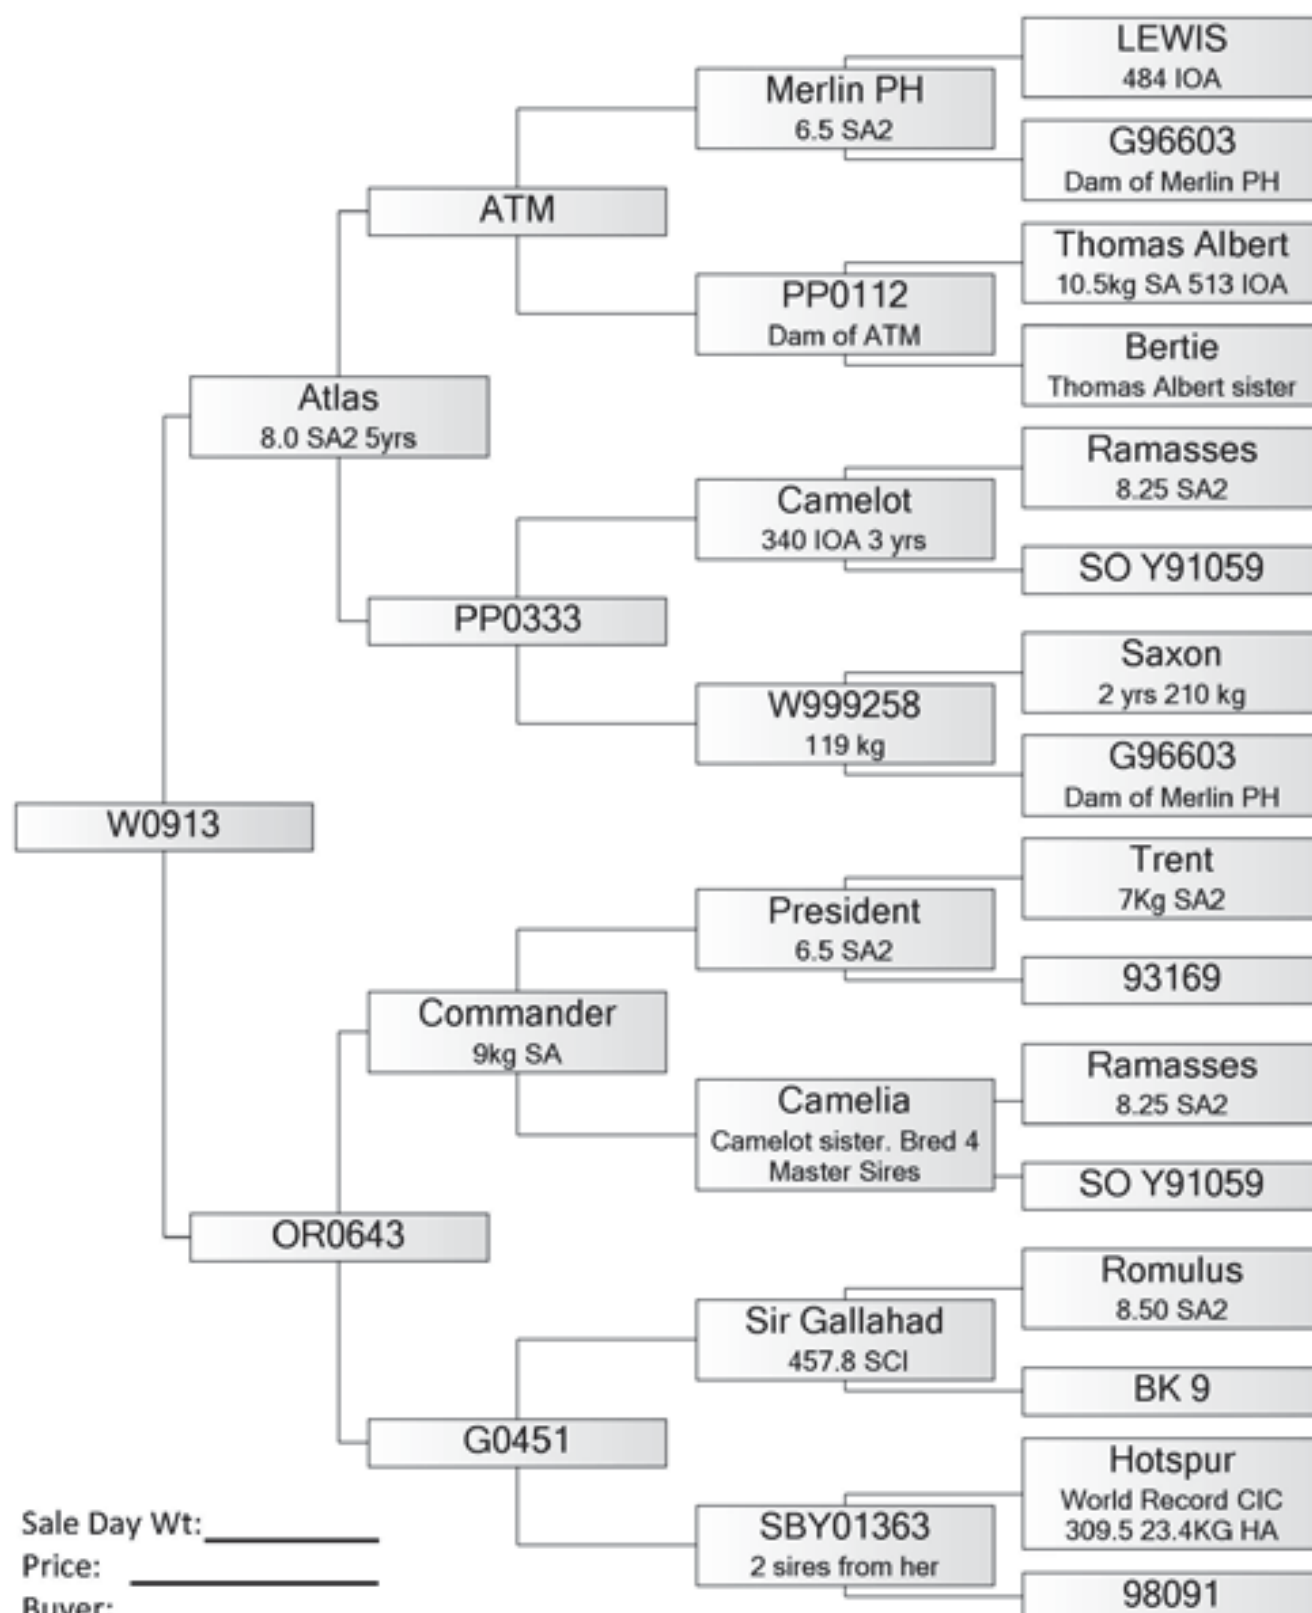 LEWIS
484 IOA
Merlin PH
6.5 SA2
G96603
Dam of Merlin PH
ATM
Thomas Albert
10.5kg SA 513 IOA
PP0112
Dam of ATM
Bertie
Thomas Albert sister
Atlas
8.0 SA2 5yrs
Ramasses
8.25 SA2
Camelot
340 IOA 3 yrs
SO Y91059
PP0333
Saxon
2 yrs 210 kg
W999258
119 kg
G96603
Dam of Merlin PH
W0913
Trent
7Kg SA2
President
6.5 SA2
93169
Commander
9kg SA
Ramasses
8.25 SA2
Camelia
Camelot sister. Bred 4
Master Sires
SO Y91059
OR0643
Romulus
8.50 SA2
Sir Gallahad
457.8 SCI
BK 9
G0451
Hotspur
World Record CIC
309.5 23.4KG HA
SBY01363
2 sires from her
98091
Sale Day Wt:
Price:
Buyer: